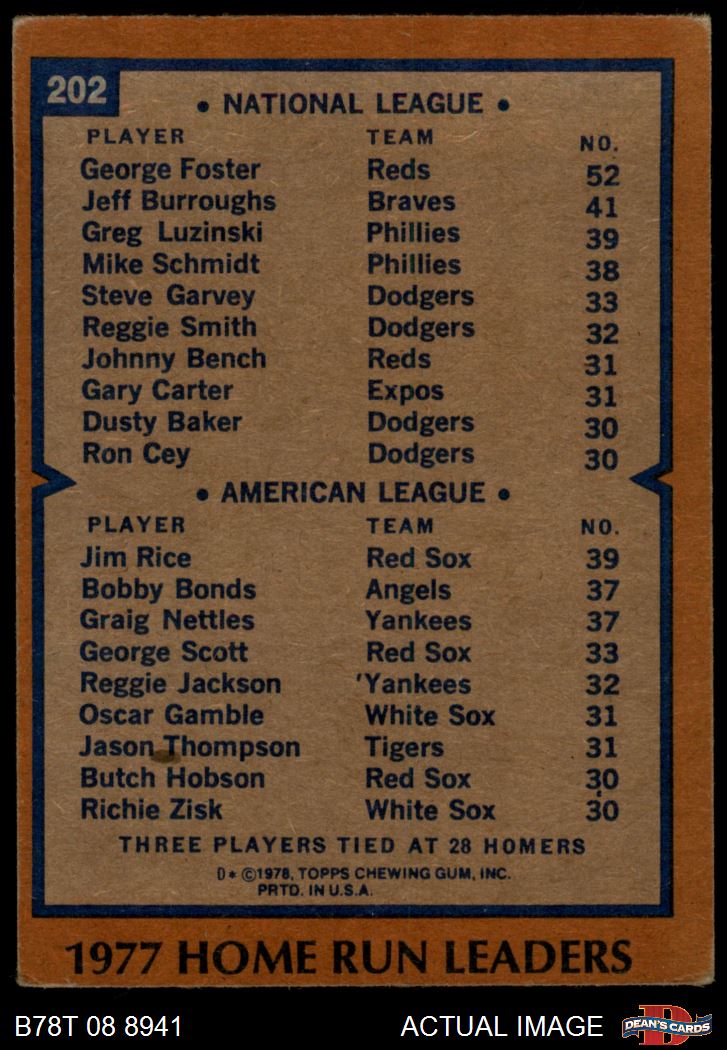 202
• NATIONAL LEAGUE •
PLAYER TEAM NO.
George Foster Reds 52
Jeff Burroughs Braves 41
Greg Luzinski Phillies 39
Mike Schmidt Phillies 38
Steve Garvey Dodgers 33
Reggie Smith Dodgers 32
Johnny Bench Reds 31
Gary Carter Expos 31
Dusty Baker Dodgers 30
Ron Cey Dodgers 30
• AMERICAN LEAGUE •
PLAYER TEAM NO.
Jim Rice Red Sox 39
Bobby Bonds Angels 37
Graig Nettles Yankees 37
George Scott Red Sox 33
Reggie Jackson 'Yankees 32
Oscar Gamble White Sox 31
Jason Thompson Tigers 31
Butch Hobson Red Sox 30
Richie Zisk White Sox 30
THREE PLAYERS TIED AT 28 HOMERS
D* ©1978, TOPPS CHEWING GUM, INC.
PRTD. IN U.S.A.
1977 HOME RUN LEADERS
B78T 08 8941 ACTUAL IMAGE
D
DEAN'S CARDS